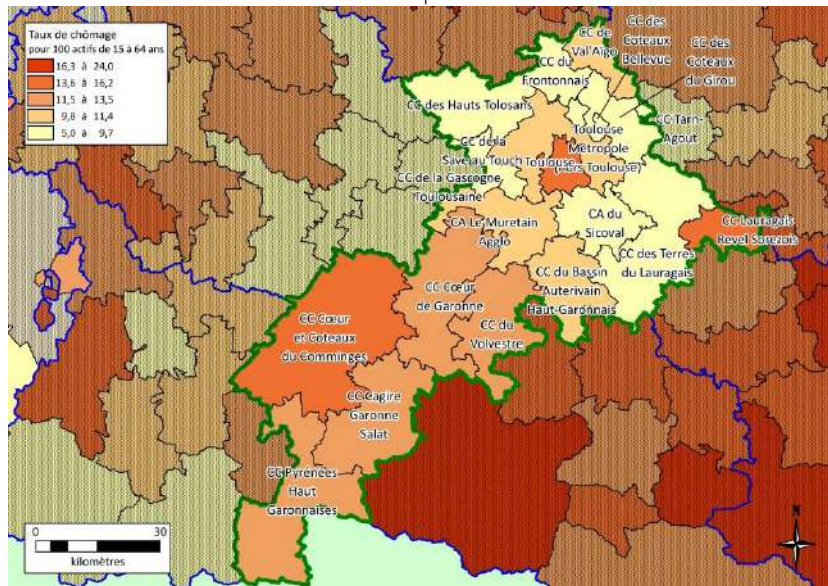 Taux de chômage
pour 100 actifs de 15 à 64 ans
16,3 à 24,0
13,6 à 16,2
11,5 à 13,5
9,8 à 11,4
5,0 à 9,7
CC de
Val'Aïgo
CC des
Coteaux
Bellevue
CC des
Coteaux
du Girou
CC du
Frontonnais
CC des Hauts Tolosans
CC Tarn-
Agout
Toulouse
Métropole
(hors Toulouse)
CC de la
Save au Touch
Toulouse
CC de la Gascogne
Toulousaine
CA Le Muretain
Agglo
CA du
Sicoval
CC Lauragais
Revel Sorezois
CC des Terres
du Lauragais
CC du Bassin
Auterivain
Haut-Garonnais
CC Cœur
de Garonne
CC Cœur
et Coteaux
du Comminges
CC du
Volvestre
CC Cagire
Garonne
Salat
CC Pyrénées
Haut
Garonnaises
0 30
kilomètres
N